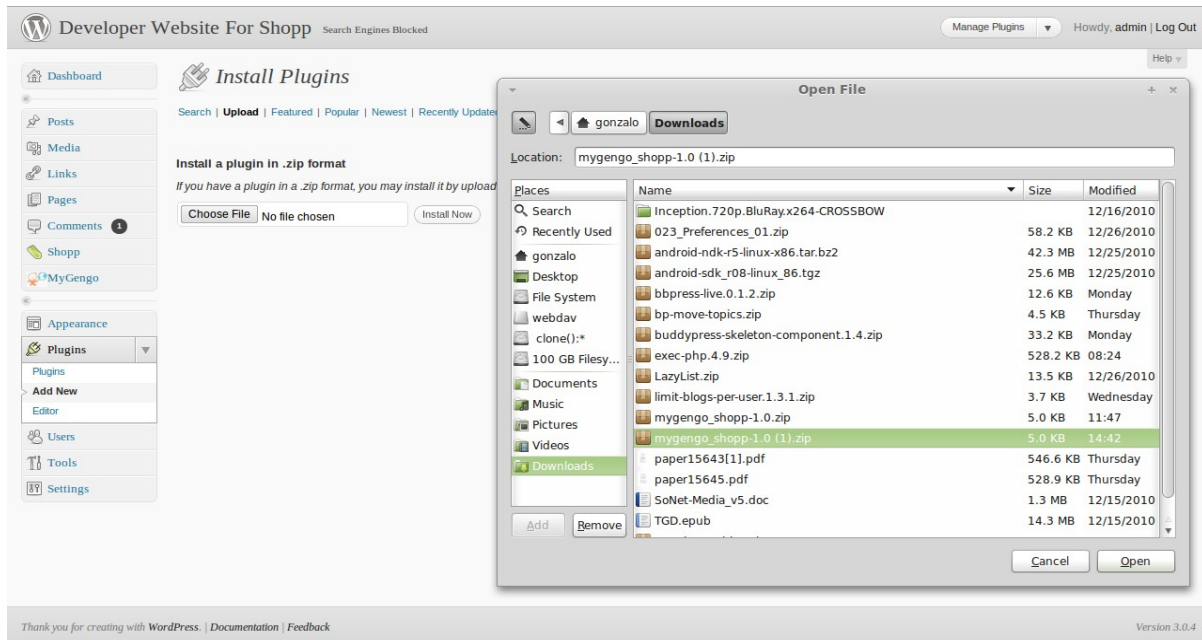 Developer Website For Shopp Search Engines Blocked
Manage Plugins Howdy, admin | Log Out
Help
Dashboard
Posts
Media
Links
Pages
Comments 1
Shopp
MyGengo
Appearance
Plugins
Plugins
Add New
Editor
Users
Tools
Settings
Install Plugins
Search | Upload | Featured | Popular | Newest | Recently Updated
Install a plugin in .zip format
If you have a plugin in a .zip format, you may install it by upload
Choose File No file chosen Install Now
Open File
gonzalo Downloads
Location: mygengo_shopp-1.0 (1).zip
Places
Search
Recently Used
gonzalo
Desktop
File System
webdav
clone():*
100 GB Filesy...
Documents
Music
Pictures
Videos
Downloads
Add Remove
Name Size Modified
Inception.720p.BluRay.x264-CROSSBOW 12/16/2010
023_Preferences_01.zip 58.2 KB 12/26/2010
android-ndk-r5-linux-x86.tar.bz2 42.3 MB 12/25/2010
android-sdk_r08-linux_86.tgz 25.6 MB 12/25/2010
bbpress-live.0.1.2.zip 12.6 KB Monday
bp-move-topics.zip 4.5 KB Thursday
buddypress-skeleton-component.1.4.zip 33.2 KB Monday
exec-php.4.9.zip 528.2 KB 08:24
LazyList.zip 13.5 KB 12/26/2010
limit-blogs-per-user.1.3.1.zip 3.7 KB Wednesday
mygengo_shopp-1.0.zip 5.0 KB 11:47
mygengo_shopp-1.0 (1).zip 5.0 KB 14:42
paper15643[1].pdf 546.6 KB Thursday
paper15645.pdf 528.9 KB Thursday
SoNet-Media_v5.doc 1.3 MB 12/15/2010
TGD.epub 14.3 MB 12/15/2010
Cancel Open
Thank you for creating with WordPress. | Documentation | Feedback
Version 3.0.4